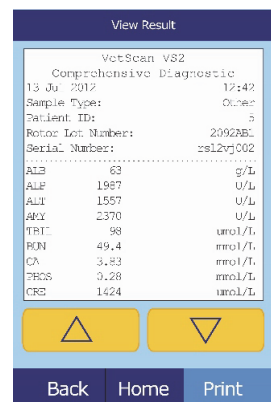 View Result
VetScan VS2
Comprehensive Diagnostic
13 Jul 2012 12:42
Sample Type: Other
Patient ID: 5
Rotor Lot Number: 2092AB1
Serial Number: rsl2vj002
ALB 63 g/L
ALP 1987 U/L
ALT 1557 U/L
AMY 2370 U/L
TBIL 98 umol/L
BUN 49.4 mmol/L
CA 3.83 mmol/L
PHOS 0.28 mmol/L
CRE 1424 umol/L
Back Home Print